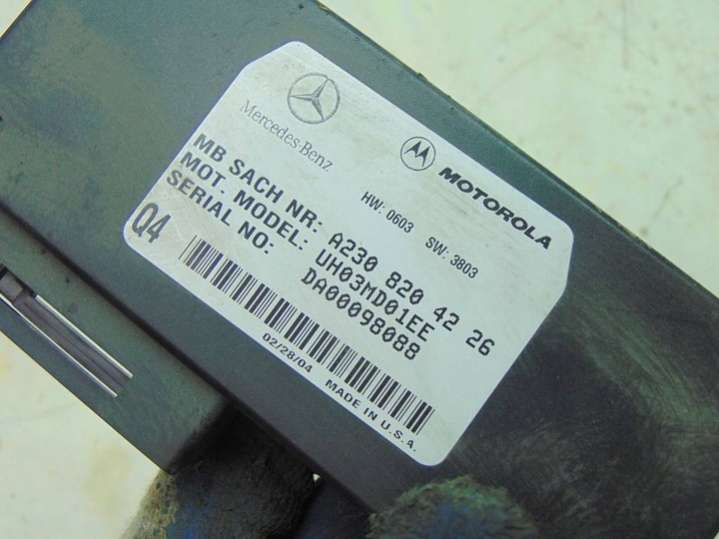 Mercedes-Benz
MOTOROLA
HW: 0603 SW: 3803
MB SACH NR: A230 820 42 26
MOT. MODEL: UH03MD01EE
SERIAL NO: DA00098088
Q4
02/28/04 MADE IN U.S.A.